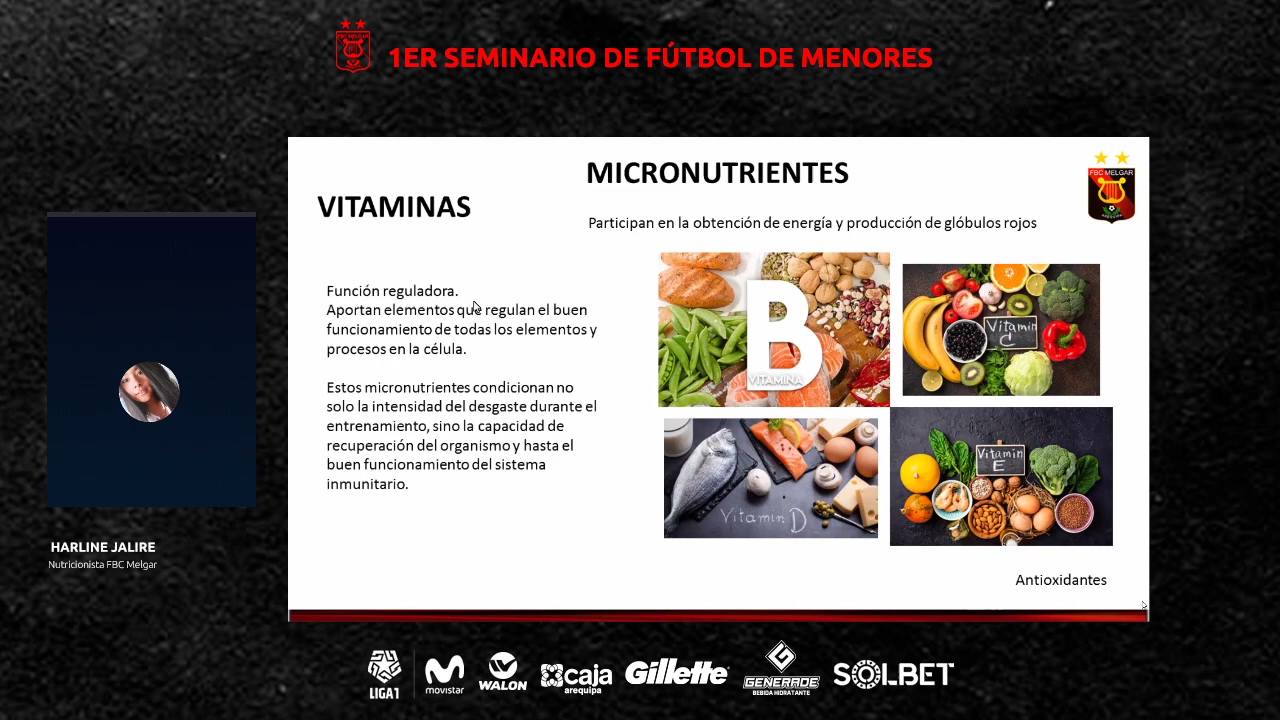 FBC MELGAR
1ER SEMINARIO DE FÚTBOL DE MENORES
MICRONUTRIENTES
FBC MELGAR
VITAMINAS
Participan en la obtención de energía y producción de glóbulos rojos
Función reguladora.
Aportan elementos que regulan el buen
funcionamiento de todas los elementos y
procesos en la célula.
Estos micronutrientes condicionan no
solo la intensidad del desgaste durante el
entrenamiento, sino la capacidad de
recuperación del organismo y hasta el
buen funcionamiento del sistema
inmunitario.
B
VITAMINA
Vitamin
C
Vitamin D
Vitamin
E
Antioxidantes
HARLINE JALIRE
Nutricionista FBC Melgar
LIGA1
movistar
WALON
caja
arequipa
Gillette
GENERADE
BEBIDA HIDRATANTE
SOLBET